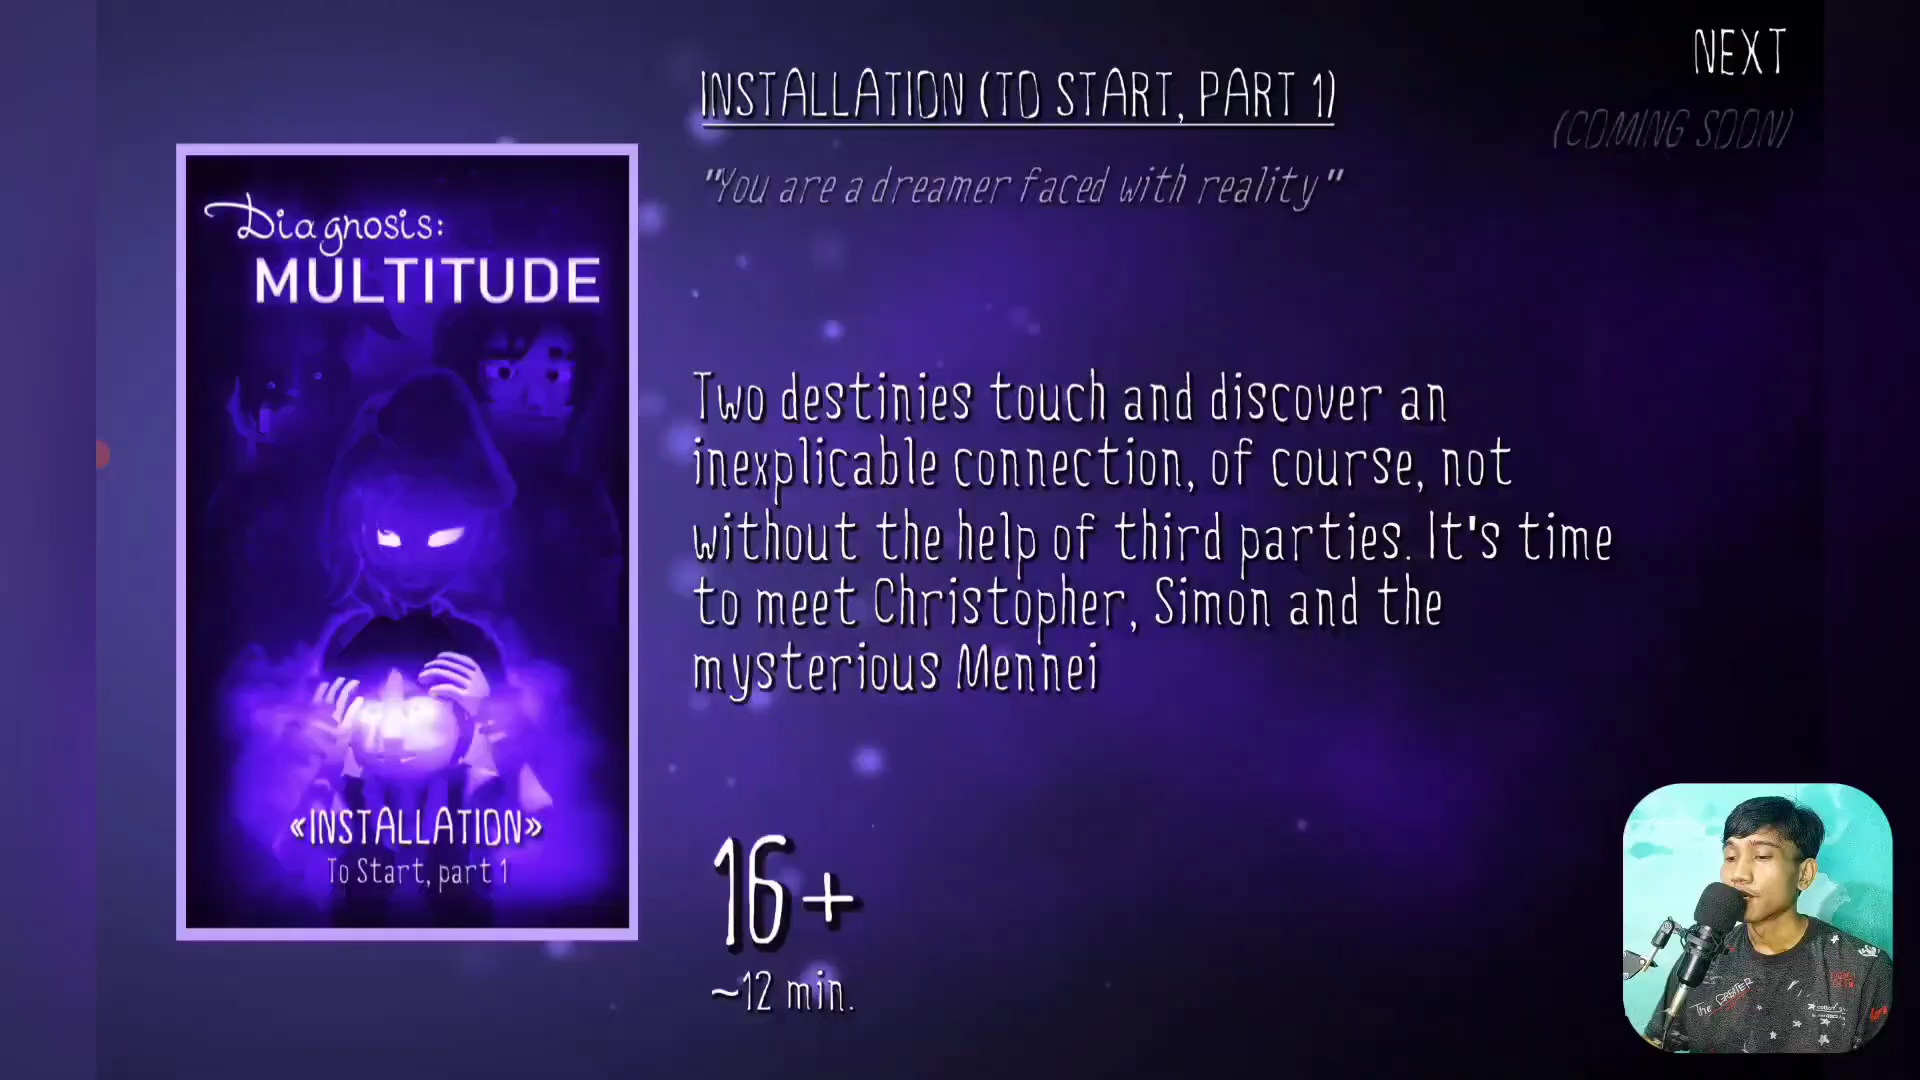 NEXT
(COMING SOON)
INSTALLATION (TO START, PART 1)
"You are a dreamer faced with reality"
Diagnosis:
MULTITUDE
«INSTALLATION»
To Start, part 1
Two destinies touch and discover an
inexplicable connection, of course, not
without the help of third parties. It's time
to meet Christopher, Simon and the
mysterious Mennei
16+
~12 min.
The GRBITER